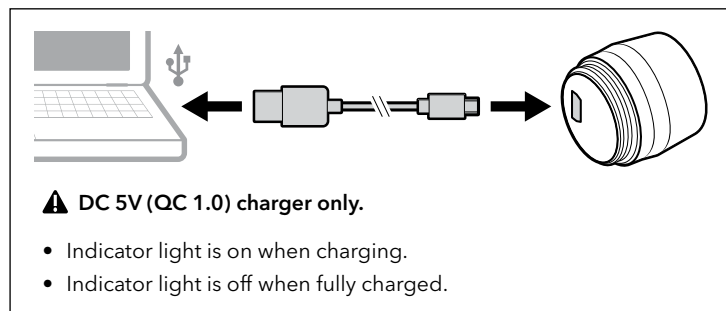 ⚠ DC 5V (QC 1.0) charger only.
• Indicator light is on when charging.
• Indicator light is off when fully charged.